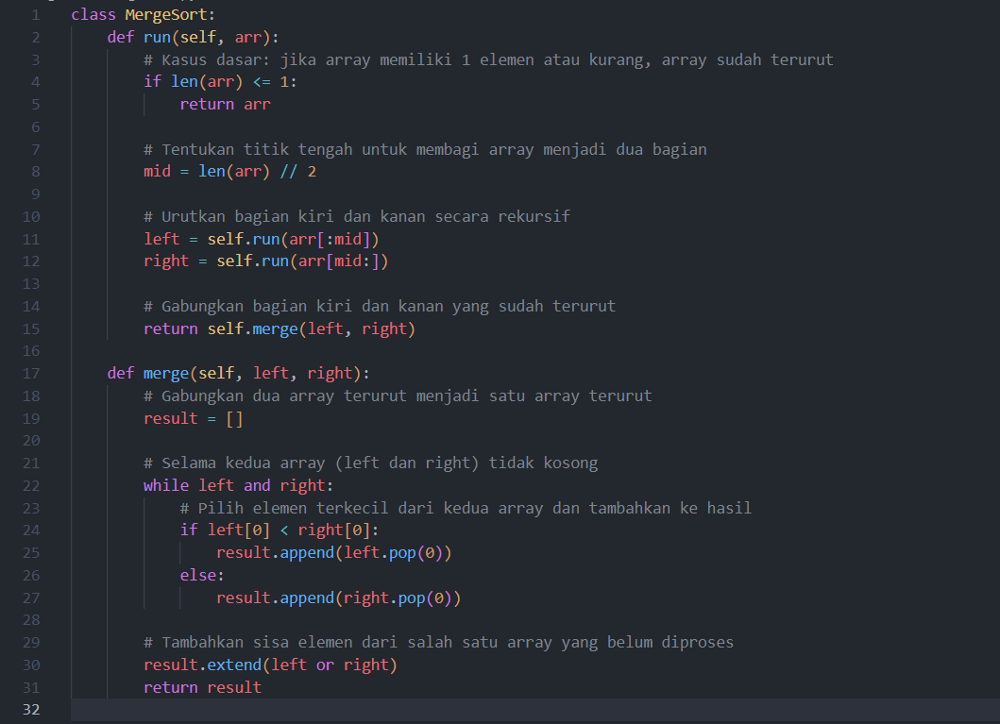 1 class MergeSort:
2     def run(self, arr):
3         # Kasus dasar: jika array memiliki 1 elemen atau kurang, array sudah terurut
4         if len(arr) <= 1:
5             return arr
6
7         # Tentukan titik tengah untuk membagi array menjadi dua bagian
8         mid = len(arr) // 2
9
10         # Urutkan bagian kiri dan kanan secara rekursif
11         left = self.run(arr[:mid])
12         right = self.run(arr[mid:])
13
14         # Gabungkan bagian kiri dan kanan yang sudah terurut
15         return self.merge(left, right)
16
17     def merge(self, left, right):
18         # Gabungkan dua array terurut menjadi satu array terurut
19         result = []
20
21         # Selama kedua array (left dan right) tidak kosong
22         while left and right:
23             # Pilih elemen terkecil dari kedua array dan tambahkan ke hasil
24             if left[0] < right[0]:
25                 result.append(left.pop(0))
26             else:
27                 result.append(right.pop(0))
28
29         # Tambahkan sisa elemen dari salah satu array yang belum diproses
30         result.extend(left or right)
31         return result
32